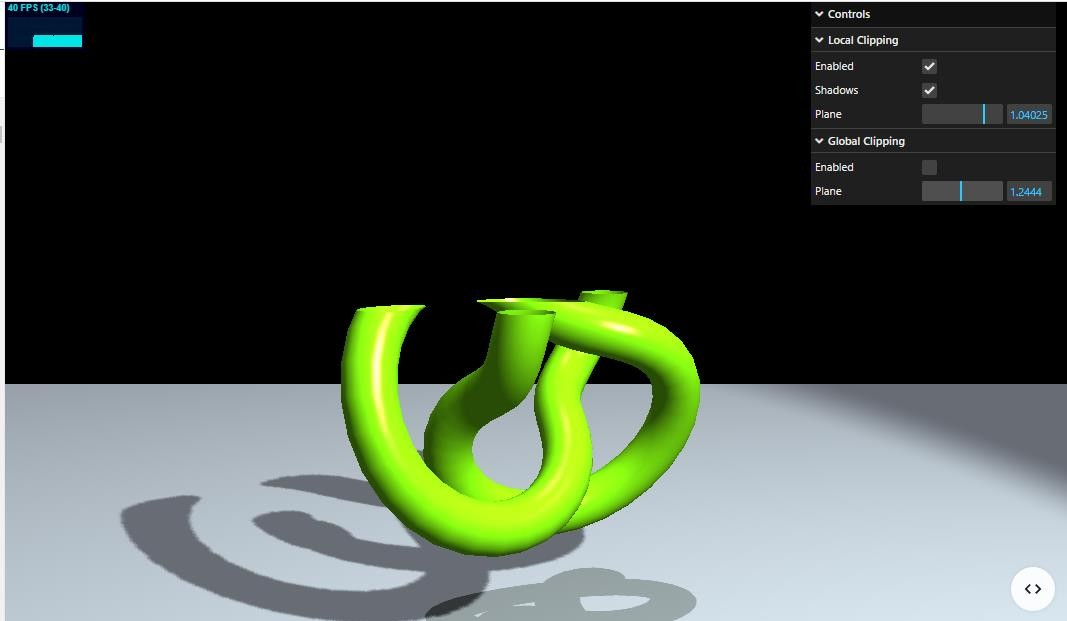 40 FPS (33-40)
Controls
Local Clipping
Enabled
Shadows
Plane 1.04025
Global Clipping
Enabled
Plane 1.2444